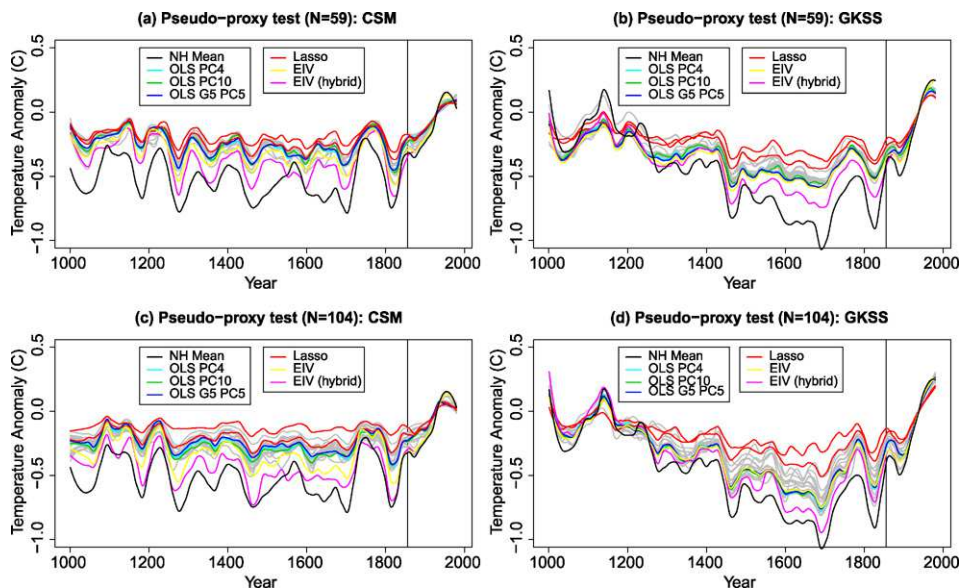 (a) Pseudo-proxy test (N=59): CSM
Temperature Anomaly (C)
0.5
0.0
−0.5
−1.0
NH Mean
OLS PC4
OLS PC10
OLS G5 PC5
Lasso
EIV
EIV (hybrid)
1000 1200 1400 1600 1800 2000
Year
(b) Pseudo-proxy test (N=59): GKSS
Temperature Anomaly (C)
0.5
0.0
−0.5
−1.0
NH Mean
OLS PC4
OLS PC10
OLS G5 PC5
Lasso
EIV
EIV (hybrid)
1000 1200 1400 1600 1800 2000
Year
(c) Pseudo-proxy test (N=104): CSM
Temperature Anomaly (C)
0.5
0.0
−0.5
−1.0
NH Mean
OLS PC4
OLS PC10
OLS G5 PC5
Lasso
EIV
EIV (hybrid)
1000 1200 1400 1600 1800 2000
Year
(d) Pseudo-proxy test (N=104): GKSS
Temperature Anomaly (C)
0.5
0.0
−0.5
−1.0
NH Mean
OLS PC4
OLS PC10
OLS G5 PC5
Lasso
EIV
EIV (hybrid)
1000 1200 1400 1600 1800 2000
Year